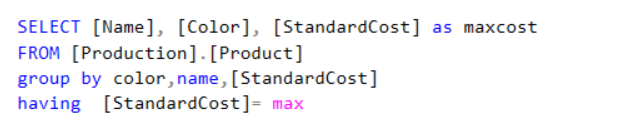 SELECT [Name], [Color], [StandardCost] as maxcost
FROM [Production].[Product]
group by color,name,[StandardCost]
having  [StandardCost]= max